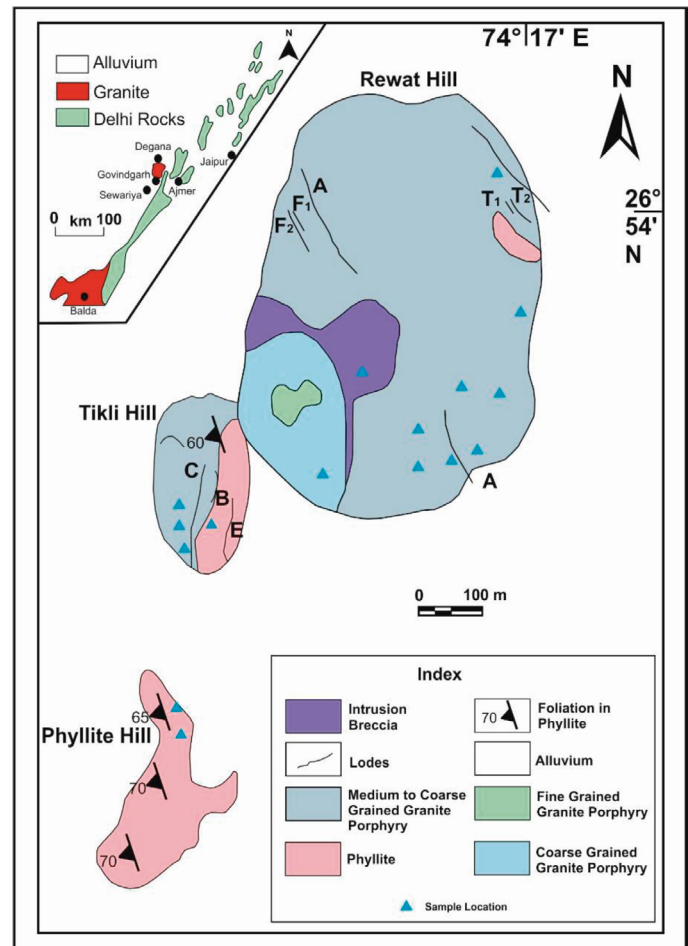 74° 17' E
N
Alluvium
Granite
Delhi Rocks
Degana
Govindgarh
Sewariya
Ajmer
Jaipur
0 km 100
Balda
Rewat Hill
N
26°
54'
N
A
F1
F2
T1
T2
Tikli Hill
60
C
B
E
A
0 100 m
Phyllite Hill
65
70
70
Index
Intrusion
Breccia
70
Foliation in
Phyllite
Lodes
Alluvium
Medium to Coarse
Grained Granite
Porphyry
Fine Grained
Granite Porphyry
Phyllite
Coarse Grained
Granite Porphyry
Sample Location